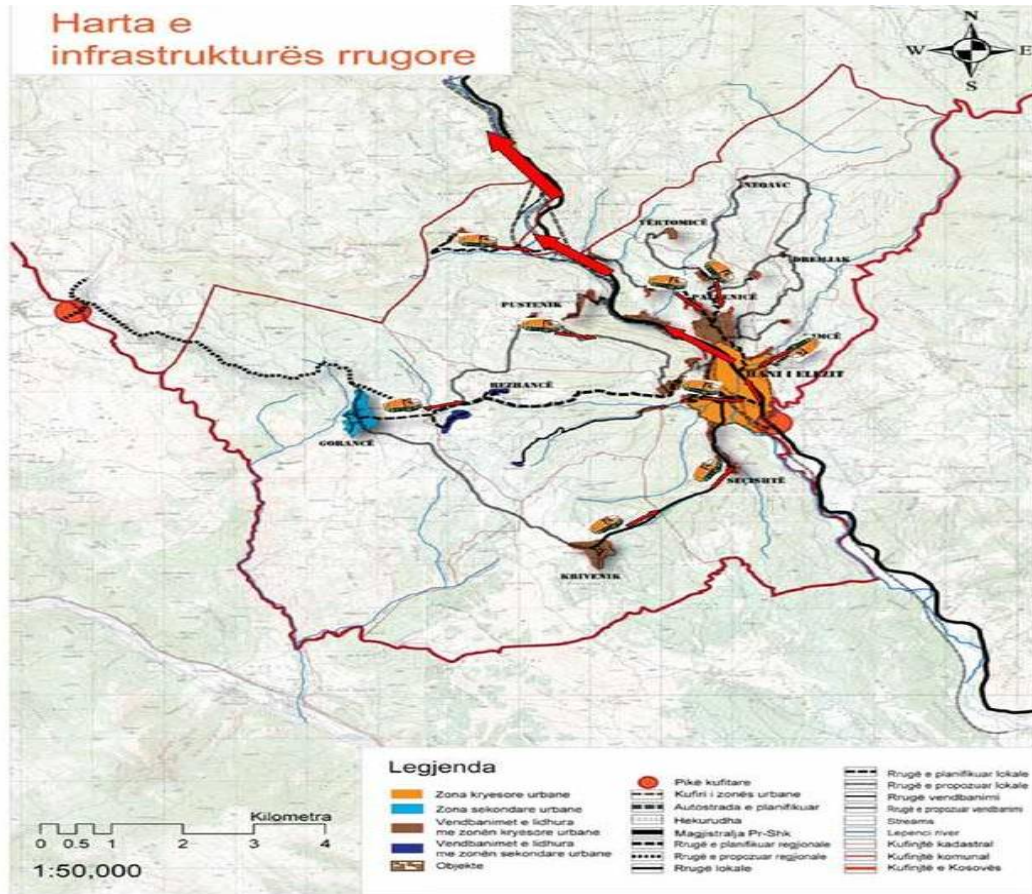 Harta e
infrastrukturës rrugore
N
W
E
S
TËRTOMICË
DREMJAK
PUSTENIK
PALDENICË
HANI I ELEZIT
REZHANCË
GORANCË
SEÇISHTË
KRIVENIK
Legjenda
Zona kryesore urbane
Zona sekondare urbane
Vendbanimet e lidhura
me zonën kryesore urbane
Vendbanimet e lidhura
me zonën sekondare urbane
Objekte
Pikë kufitare
Kufiri i zonës urbane
Autostrada e planifikuar
Hekurudha
Magjistralja Pr-Shk
Rrugë e planifikuar regjionale
Rrugë e propozuar regjionale
Rrugë lokale
Rrugë e planifikuar lokale
Rrugë e propozuar lokale
Rrugë vendbanimi
Rrugë e propozuar vendbanimi
Streams
Lepenci river
Kufinjtë kadastral
Kufinjtë komunal
Kufinjtë e Kosovës
Kilometra
0 0.5 1 2 3 4
1:50,000